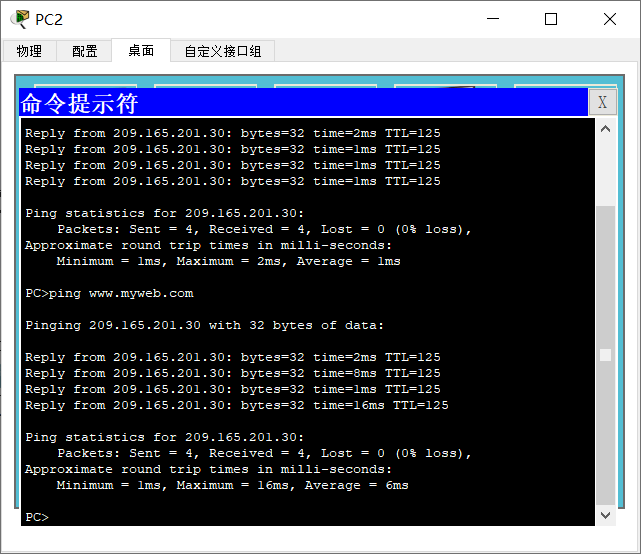 PC2
物理 配置 桌面 自定义接口组
命令提示符 X
Reply from 209.165.201.30: bytes=32 time=2ms TTL=125
Reply from 209.165.201.30: bytes=32 time=1ms TTL=125
Reply from 209.165.201.30: bytes=32 time=1ms TTL=125
Reply from 209.165.201.30: bytes=32 time=1ms TTL=125
Ping statistics for 209.165.201.30:
Packets: Sent = 4, Received = 4, Lost = 0 (0% loss),
Approximate round trip times in milli-seconds:
Minimum = 1ms, Maximum = 2ms, Average = 1ms
PC>ping www.myweb.com
Pinging 209.165.201.30 with 32 bytes of data:
Reply from 209.165.201.30: bytes=32 time=2ms TTL=125
Reply from 209.165.201.30: bytes=32 time=8ms TTL=125
Reply from 209.165.201.30: bytes=32 time=1ms TTL=125
Reply from 209.165.201.30: bytes=32 time=16ms TTL=125
Ping statistics for 209.165.201.30:
Packets: Sent = 4, Received = 4, Lost = 0 (0% loss),
Approximate round trip times in milli-seconds:
Minimum = 1ms, Maximum = 16ms, Average = 6ms
PC>